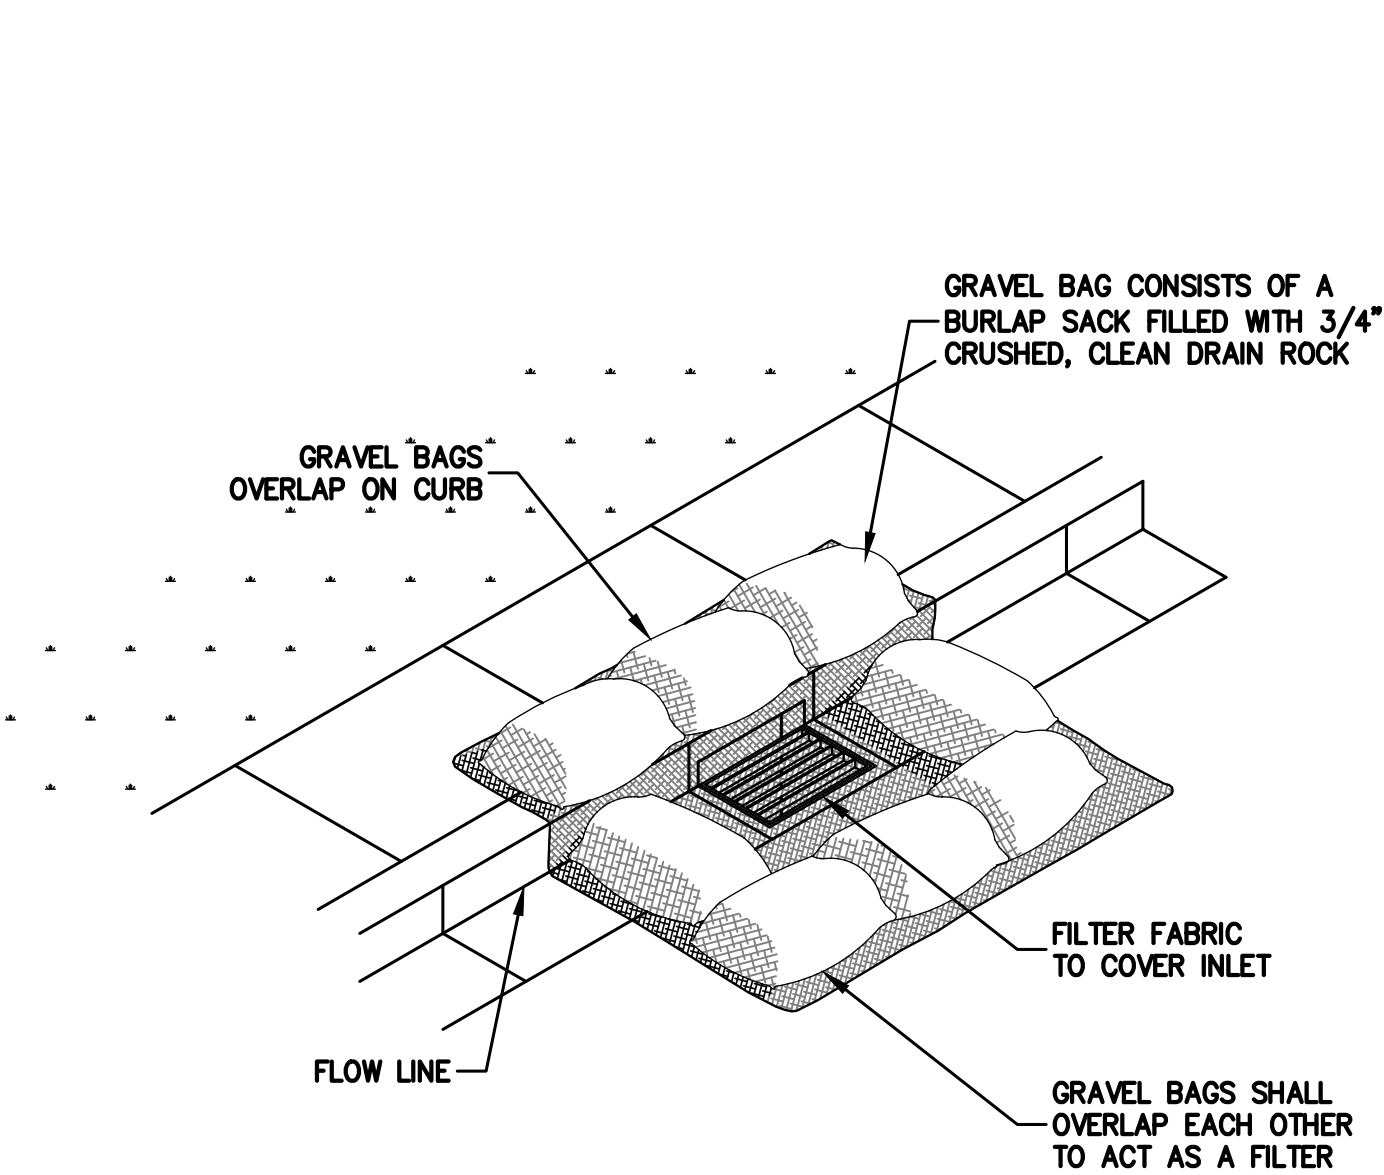 GRAVEL BAG CONSISTS OF A
BURLAP SACK FILLED WITH 3/4"
CRUSHED, CLEAN DRAIN ROCK
GRAVEL BAGS
OVERLAP ON CURB
FILTER FABRIC
TO COVER INLET
FLOW LINE
GRAVEL BAGS SHALL
OVERLAP EACH OTHER
TO ACT AS A FILTER